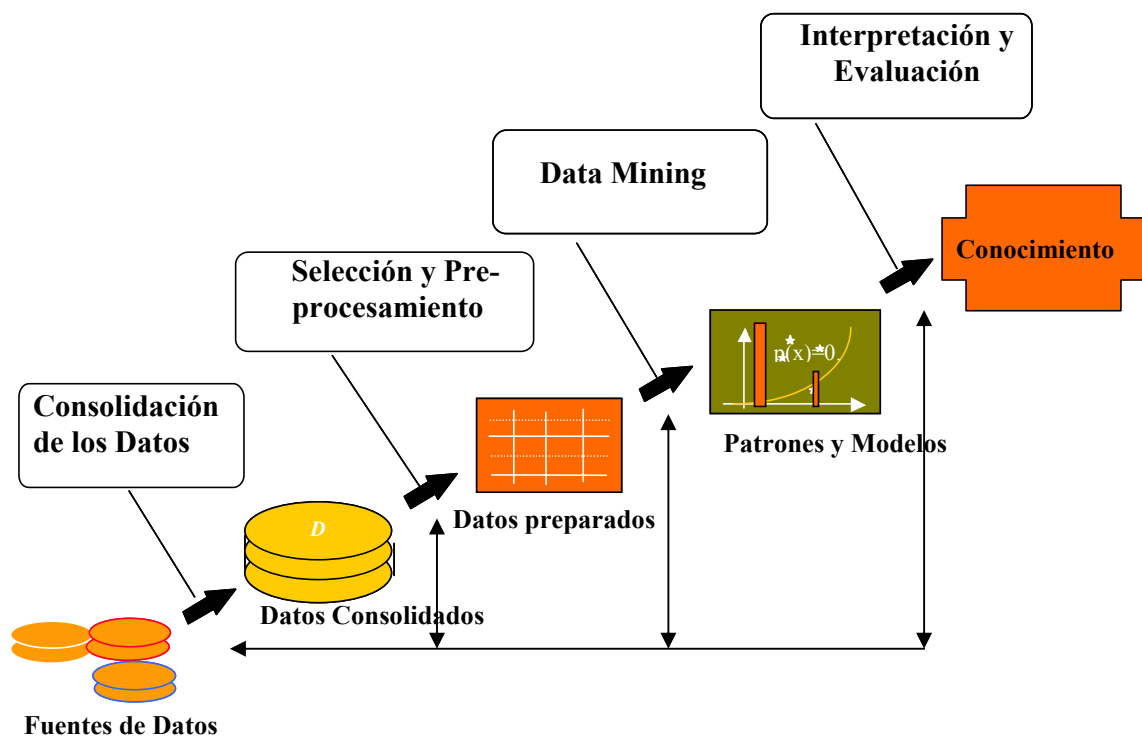 Interpretación y
Evaluación
Data Mining
Conocimiento
Selección y Pre-
procesamiento
p(x)=0.
Consolidación
de los Datos
Patrones y Modelos
Datos preparados
D
Datos Consolidados
Fuentes de Datos